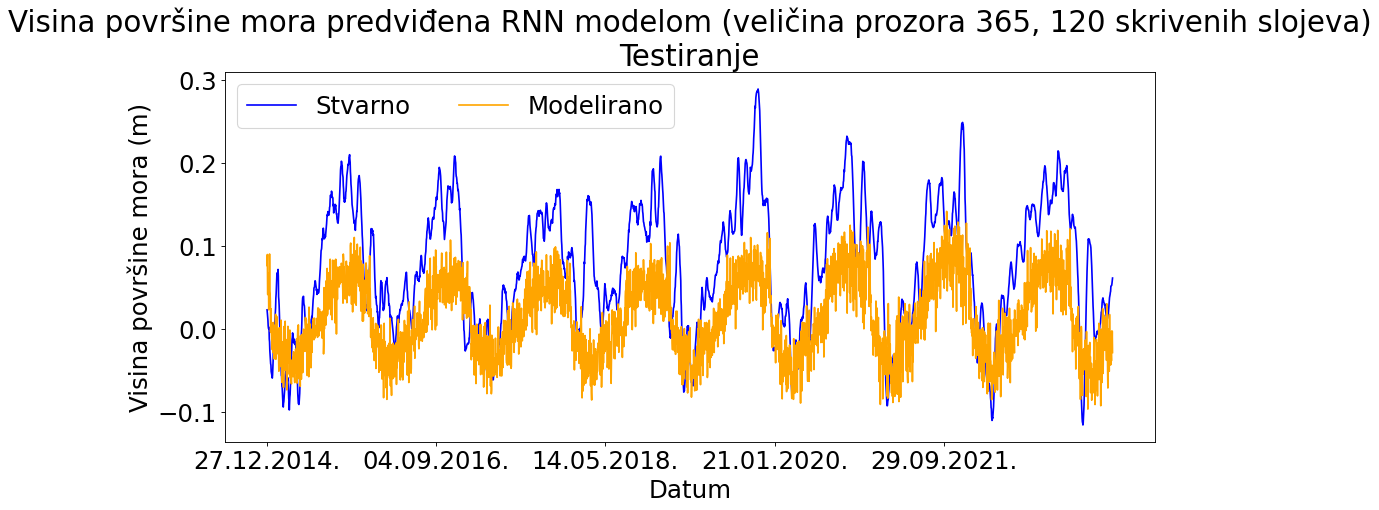 Visina površine mora predviđena RNN modelom (veličina prozora 365, 120 skrivenih slojeva)
Testiranje
Stvarno Modelirano
Visina površine mora (m)
0.3
0.2
0.1
0.0
−0.1
27.12.2014. 04.09.2016. 14.05.2018. 21.01.2020. 29.09.2021.
Datum